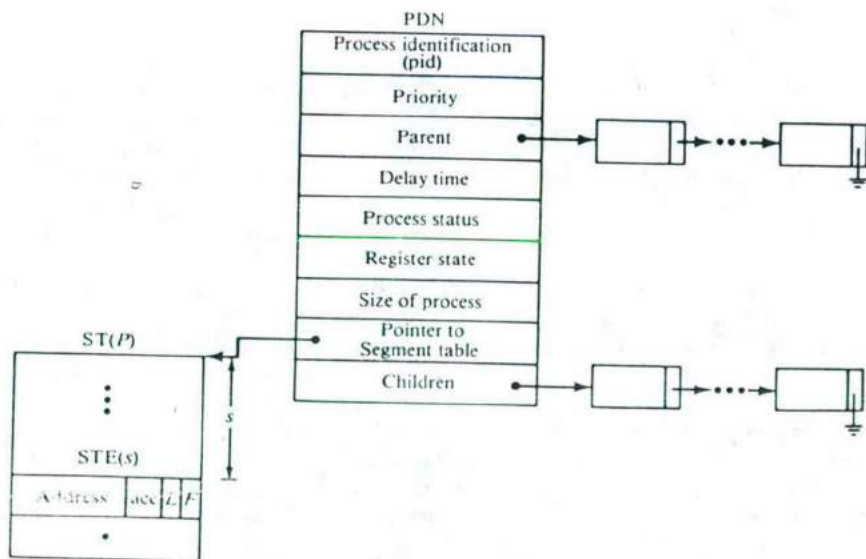 PDN
Process identification
(pid)
Priority
Parent
Delay time
Process status
Register state
Size of process
Pointer to
Segment table
Children
ST(P)
s
STE(s)
Address acc L F